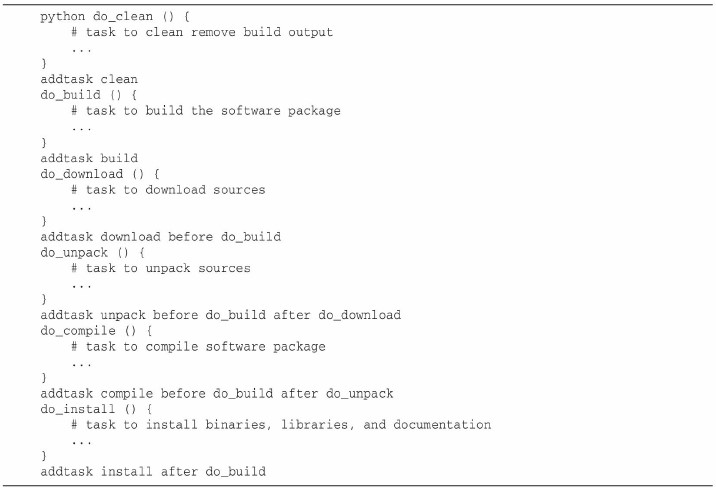 python do_clean () {
    # task to clean remove build output
    ...
}
addtask clean
do_build () {
    # task to build the software package
    ...
}
addtask build
do_download () {
    # task to download sources
    ...
}
addtask download before do_build
do_unpack () {
    # task to unpack sources
    ...
}
addtask unpack before do_build after do_download
do_compile () {
    # task to compile software package
    ...
}
addtask compile before do_build after do_unpack
do_install () {
    # task to install binaries, libraries, and documentation
    ...
}
addtask install after do_build